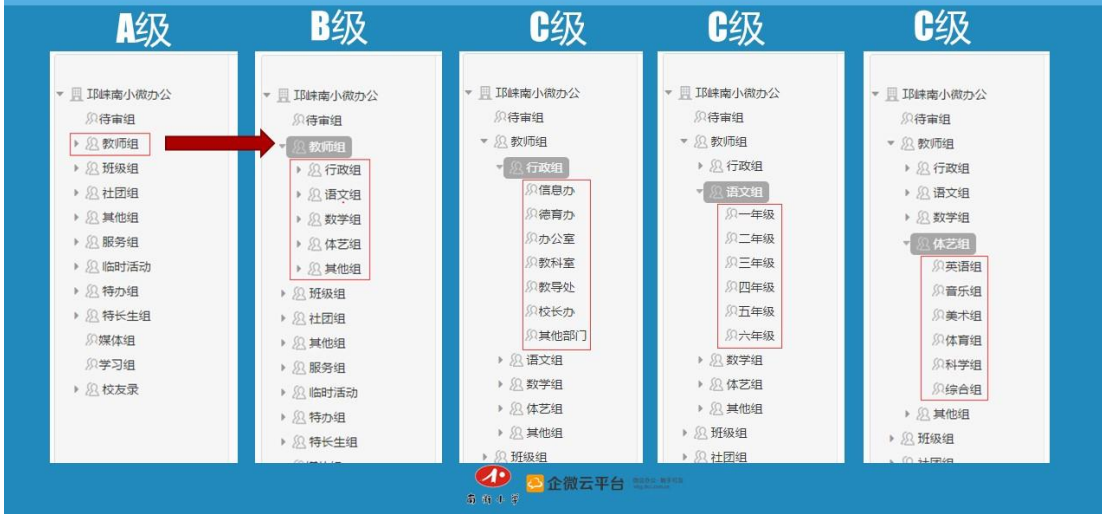 A级
邛崃南小微办公
待审组
教师组
班级组
社团组
其他组
服务组
临时活动
特办组
特长生组
媒体组
学习组
校友录
B级
邛崃南小微办公
待审组
教师组
行政组
语文组
数学组
体艺组
其他组
班级组
社团组
其他组
服务组
临时活动
特办组
特长生组
C级
邛崃南小微办公
待审组
教师组
行政组
信息办
德育办
办公室
教科室
教导处
校长办
其他部门
语文组
数学组
体艺组
其他组
班级组
C级
邛崃南小微办公
待审组
教师组
行政组
语文组
一年级
二年级
三年级
四年级
五年级
六年级
数学组
体艺组
其他组
班级组
社团组
C级
邛崃南小微办公
待审组
教师组
行政组
语文组
数学组
体艺组
英语组
音乐组
美术组
体育组
科学组
综合组
其他组
班级组
企微云平台